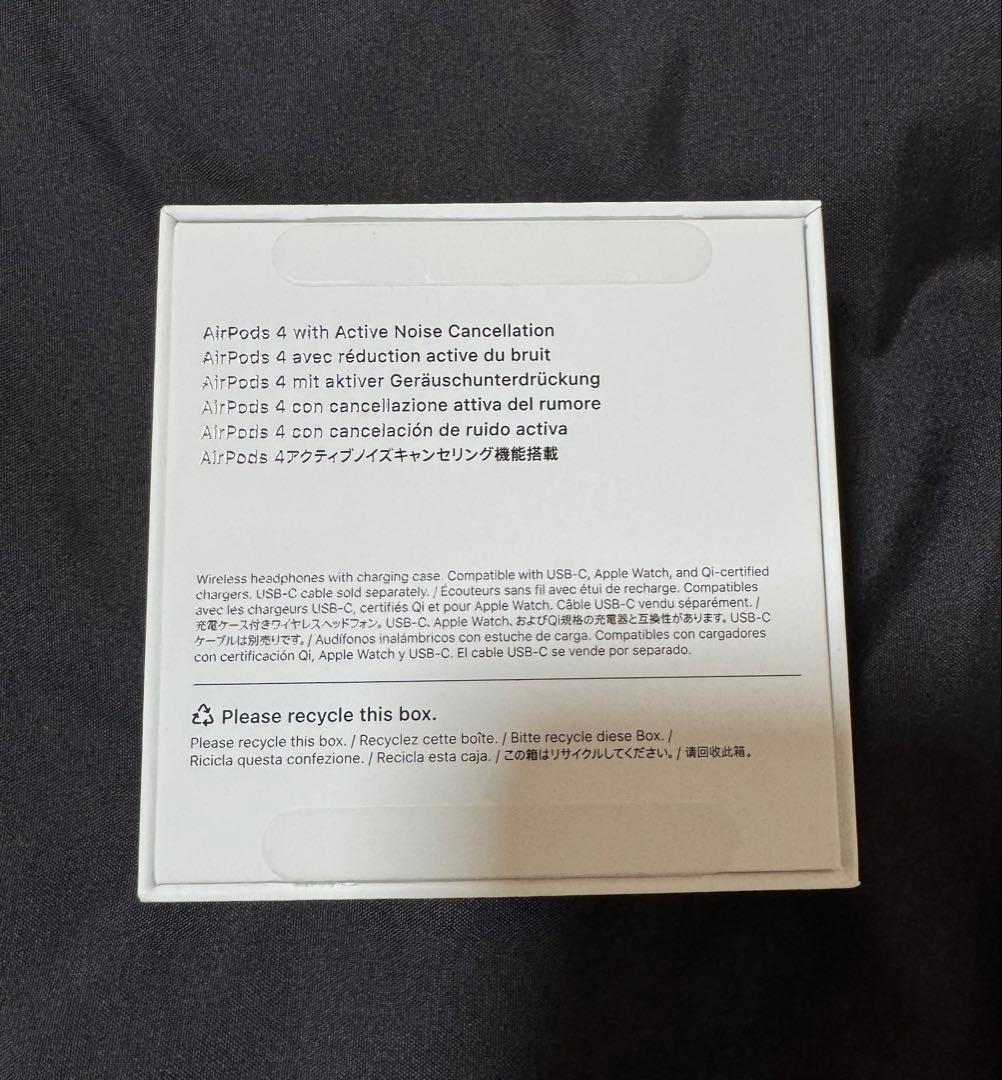 AirPods 4 with Active Noise Cancellation
AirPods 4 avec réduction active du bruit
AirPods 4 mit aktiver Geräuschunterdrückung
AirPods 4 con cancellazione attiva del rumore
AirPods 4 con cancelación de ruido activa
AirPods 4アクティブノイズキャンセリング機能搭載
Wireless headphones with charging case. Compatible with USB-C, Apple Watch, and Qi-certified
chargers. USB-C cable sold separately. / Écouteurs sans fil avec étui de recharge. Compatibles
avec les chargeurs USB-C, certifiés Qi et pour Apple Watch. Câble USB-C vendu séparément. /
充電ケース付きワイヤレスヘッドフォン。USB-C、Apple Watch、およびQi規格の充電器と互換性があります。USB-C
ケーブルは別売りです。/ Audífonos inalámbricos con estuche de carga. Compatibles con cargadores
con certificación Qi, Apple Watch y USB-C. El cable USB-C se vende por separado.
Please recycle this box.
Please recycle this box. / Recyclez cette boîte. / Bitte recycle diese Box. /
Ricicla questa confezione. / Recicla esta caja. / この箱はリサイクルしてください。/ 请回收此箱。